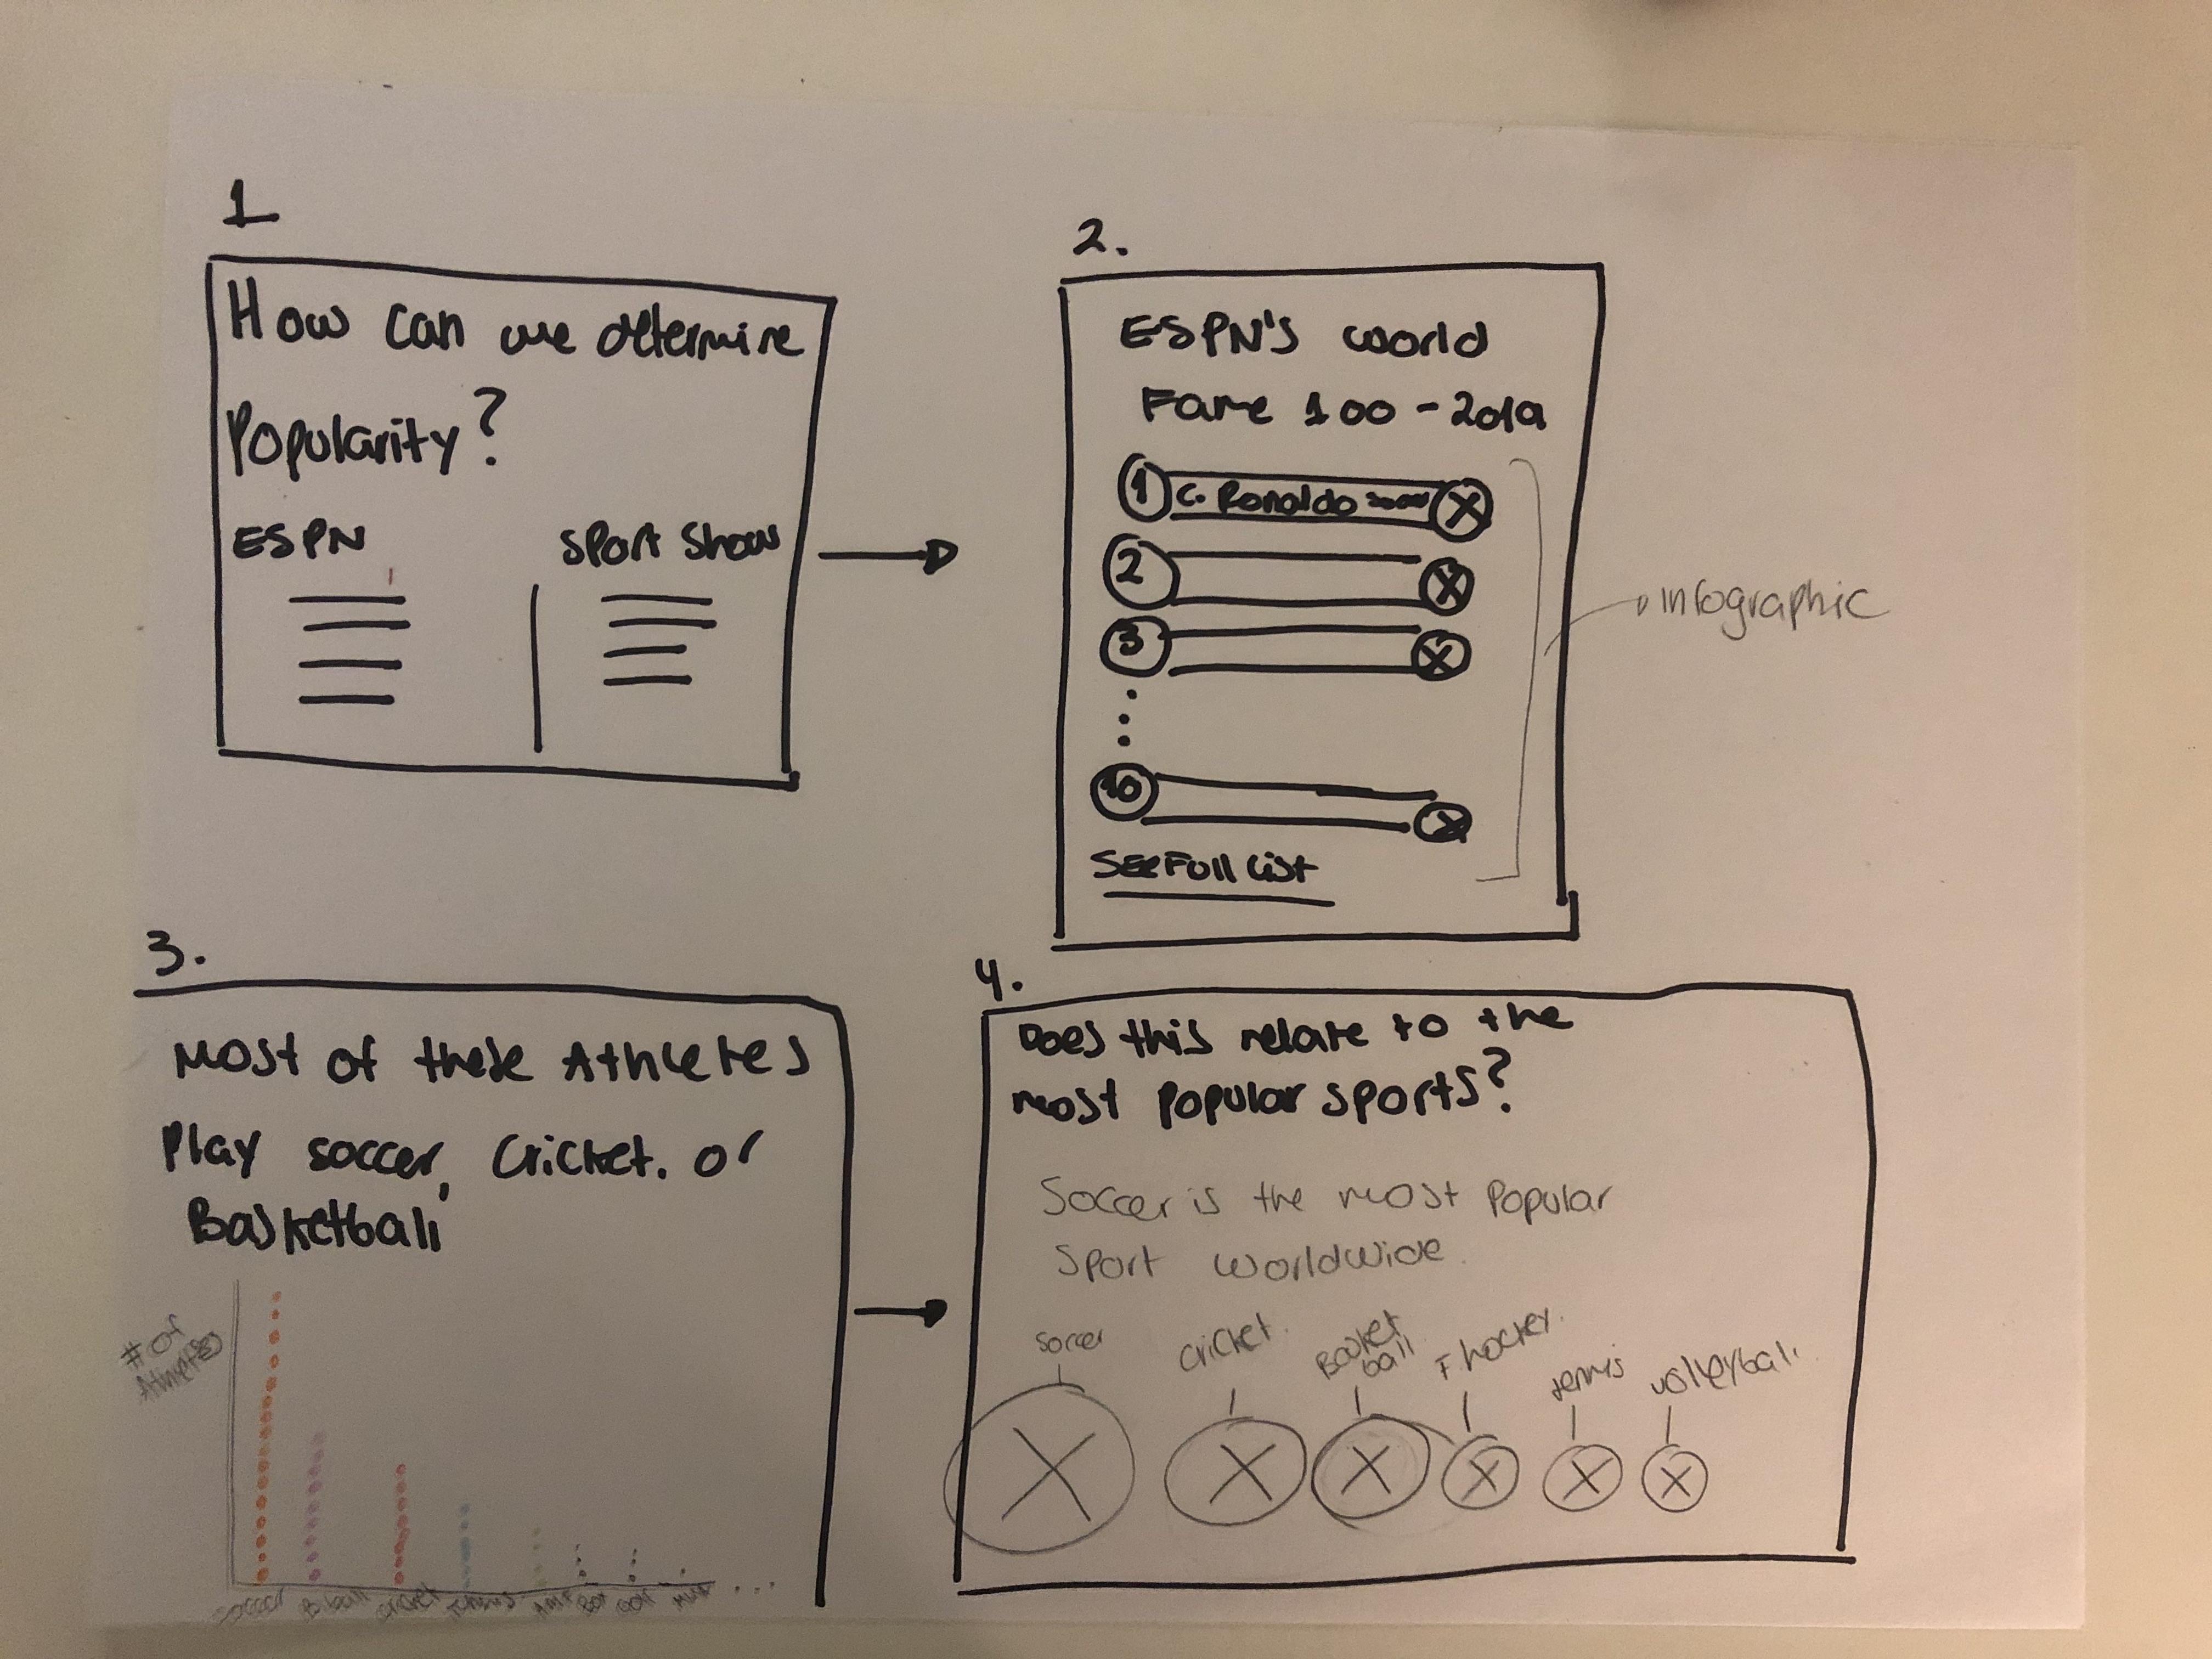 1
How can we determine
Popularity?
ESPN
Sport Show
2.
ESPN's world
Fame 100 - 2019
1 C. Ronaldo X
2 X
3 X
10 X
See Full List
infographic
3.
Most of these Athletes
Play soccer, Cricket. or
Basketball
# of
Athletes
Soccer B ball Cricket Tennis Box Golf
...
4.
Does this relate to the
most popular sports?
Soccer is the most Popular
Sport worldwide.
soccer cricket. Basket
ball F hockey. tennis volleyball
X X X X X X